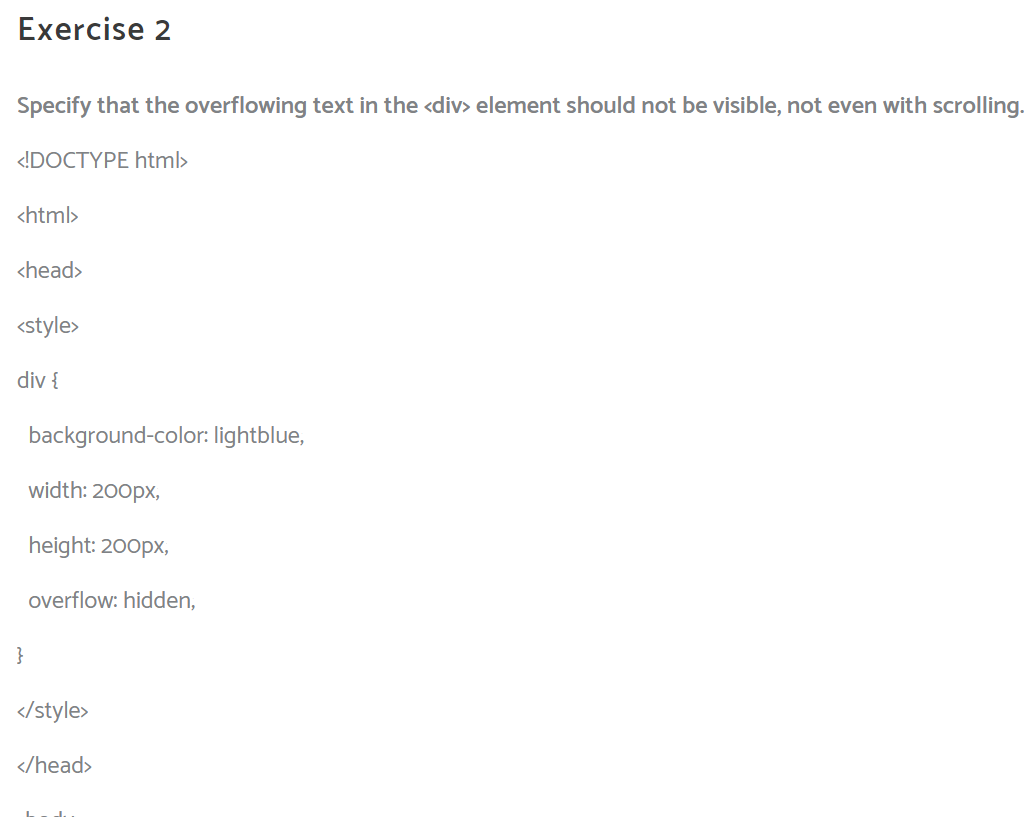 Exercise 2
Specify that the overflowing text in the <div> element should not be visible, not even with scrolling.
<!DOCTYPE html>
<html>
<head>
<style>
div {
background-color: lightblue,
width: 200px,
height: 200px,
overflow: hidden,
}
</style>
</head>